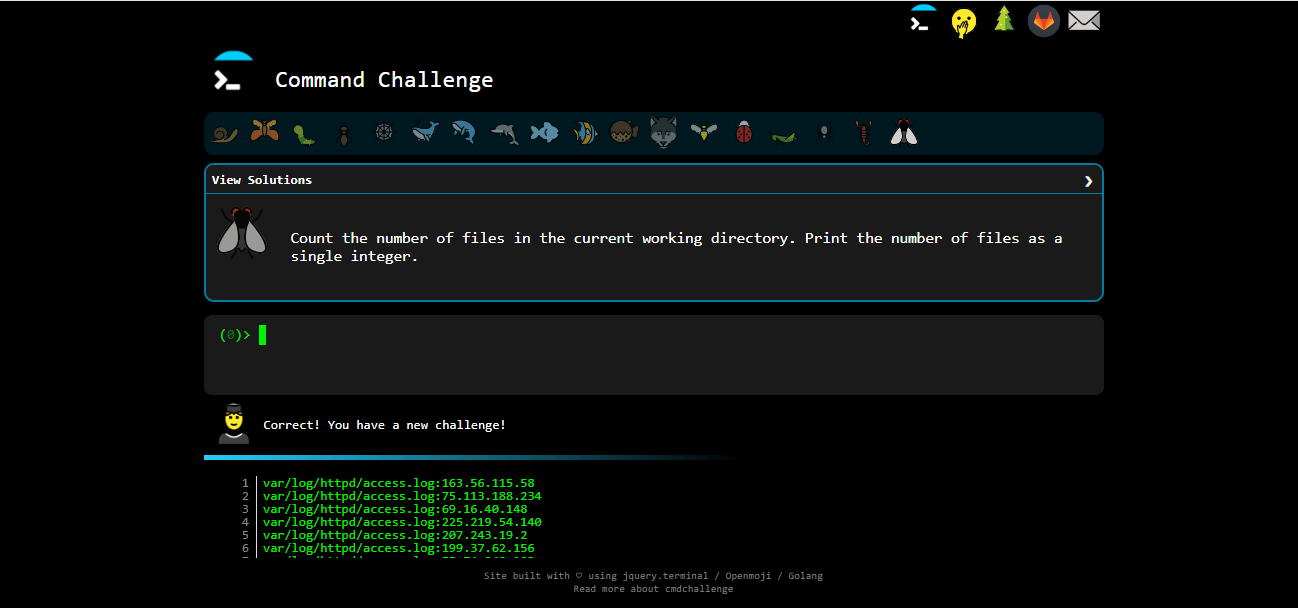 Command Challenge
View Solutions
Count the number of files in the current working directory. Print the number of files as a
single integer.
(0)>
Correct! You have a new challenge!
1 var/log/httpd/access.log:163.56.115.58
2 var/log/httpd/access.log:75.113.188.234
3 var/log/httpd/access.log:69.16.40.148
4 var/log/httpd/access.log:225.219.54.140
5 var/log/httpd/access.log:207.243.19.2
6 var/log/httpd/access.log:199.37.62.156
Site built with ♡ using jquery.terminal / Openmoji / Golang
Read more about cmdchallenge